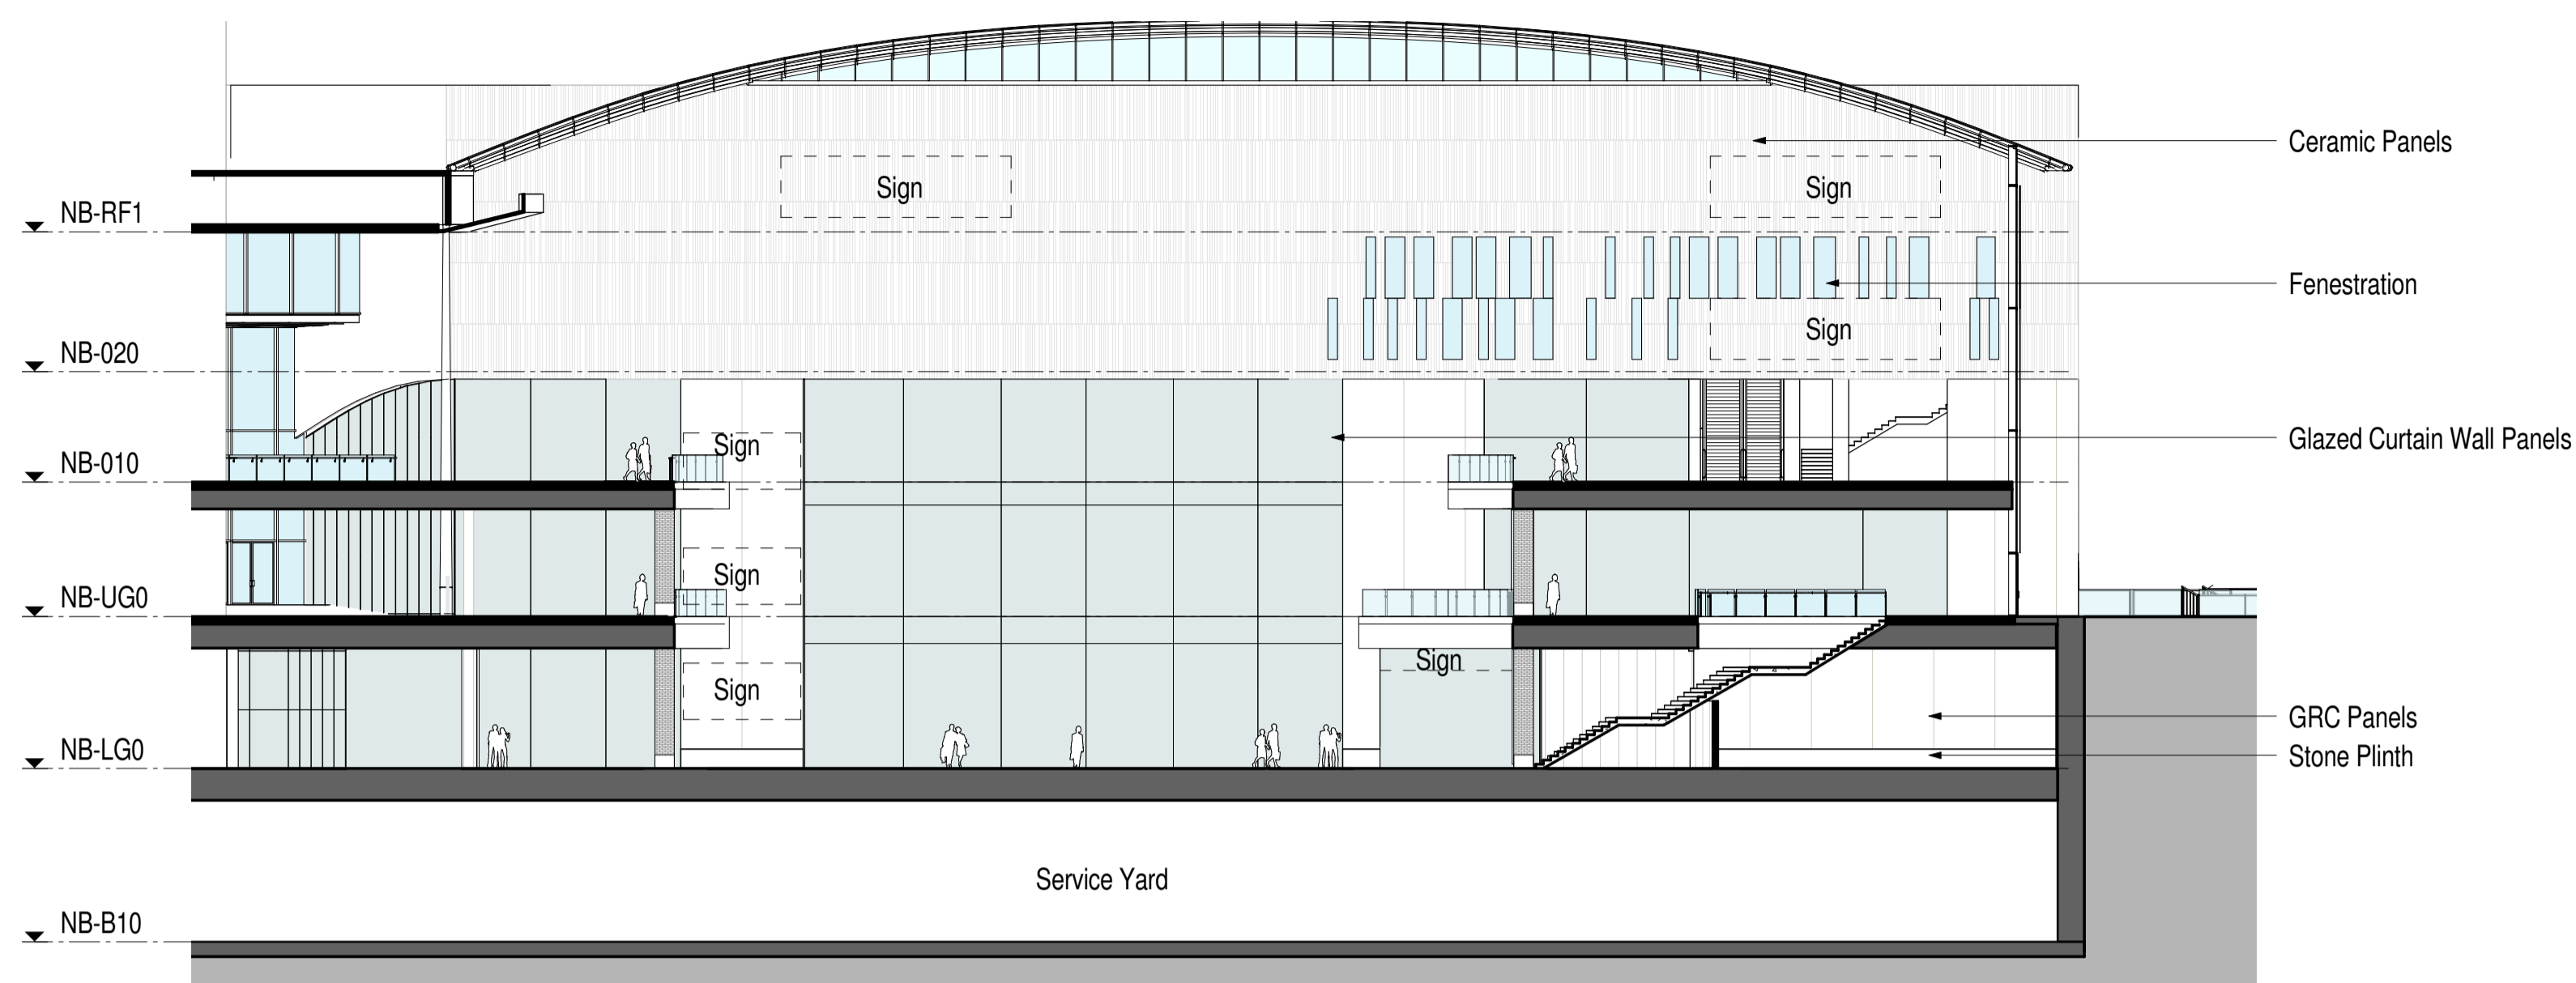 Ceramic Panels
Sign
Sign
NB-RF1
Fenestration
Sign
NB-020
Glazed Curtain Wall Panels
Sign
NB-010
Sign
NB-UG0
Sign
Sign
GRC Panels
NB-LG0
Stone Plinth
Service Yard
NB-B10